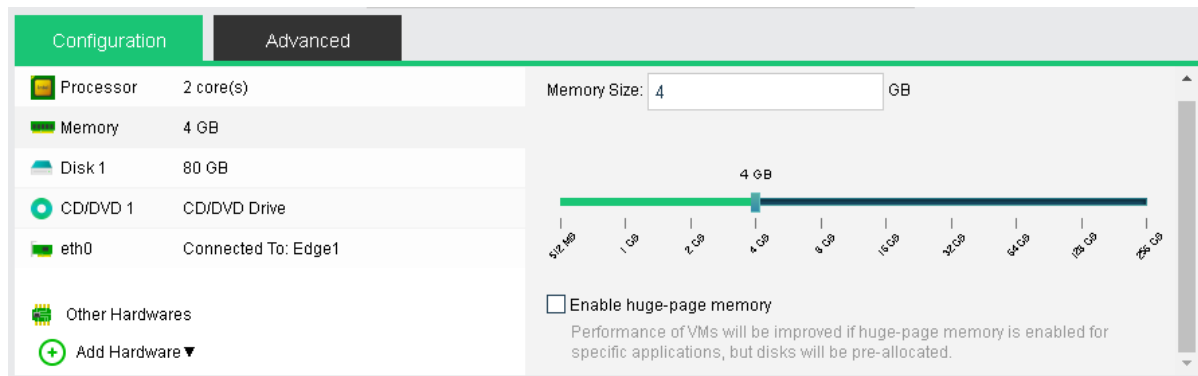 Configuration
Advanced
Processor 2 core(s)
Memory 4 GB
Disk 1 80 GB
CD/DVD 1 CD/DVD Drive
eth0 Connected To: Edge1
Other Hardwares
Add Hardware▼
Memory Size: 4 GB
4 GB
512 MB 1 GB 2 GB 4 GB 8 GB 16 GB 32 GB 64 GB 128 GB 256 GB
Enable huge-page memory
Performance of VMs will be improved if huge-page memory is enabled for
specific applications, but disks will be pre-allocated.